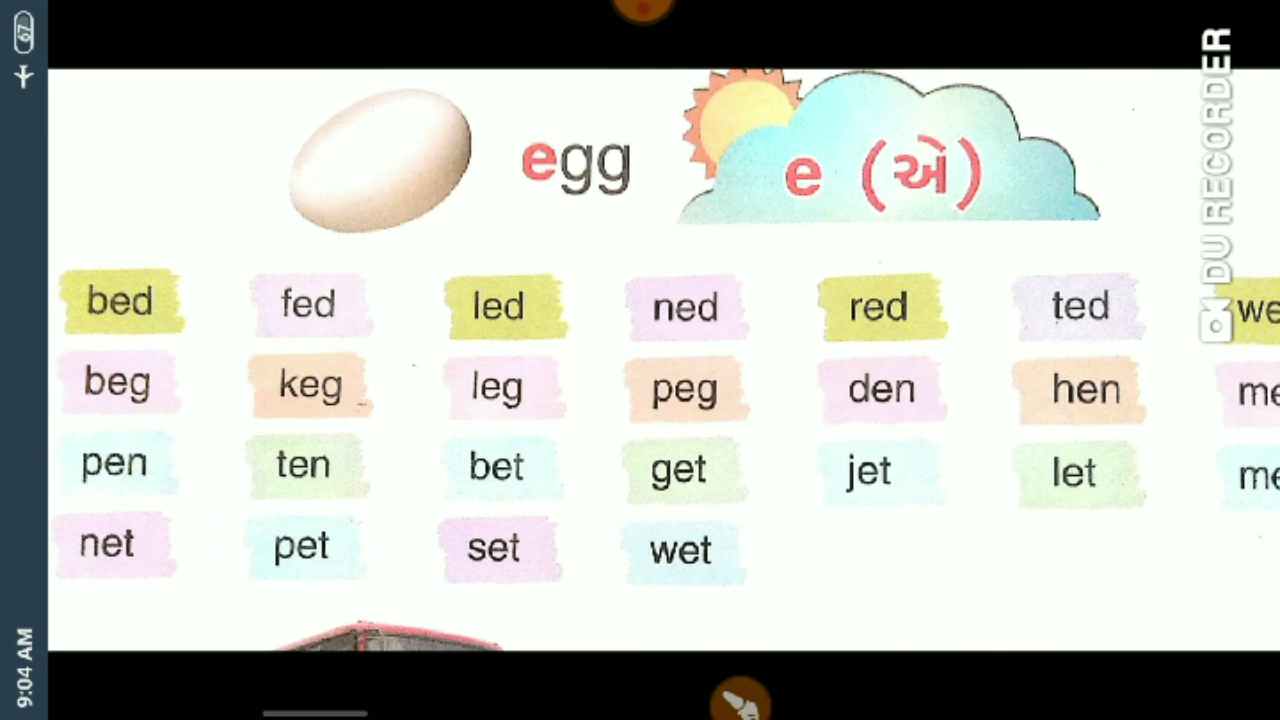 egg e (એ)
bed fed led ned red ted
beg keg leg peg den hen
pen ten bet get jet let
net pet set wet
DU RECORDER
67
9:04 AM